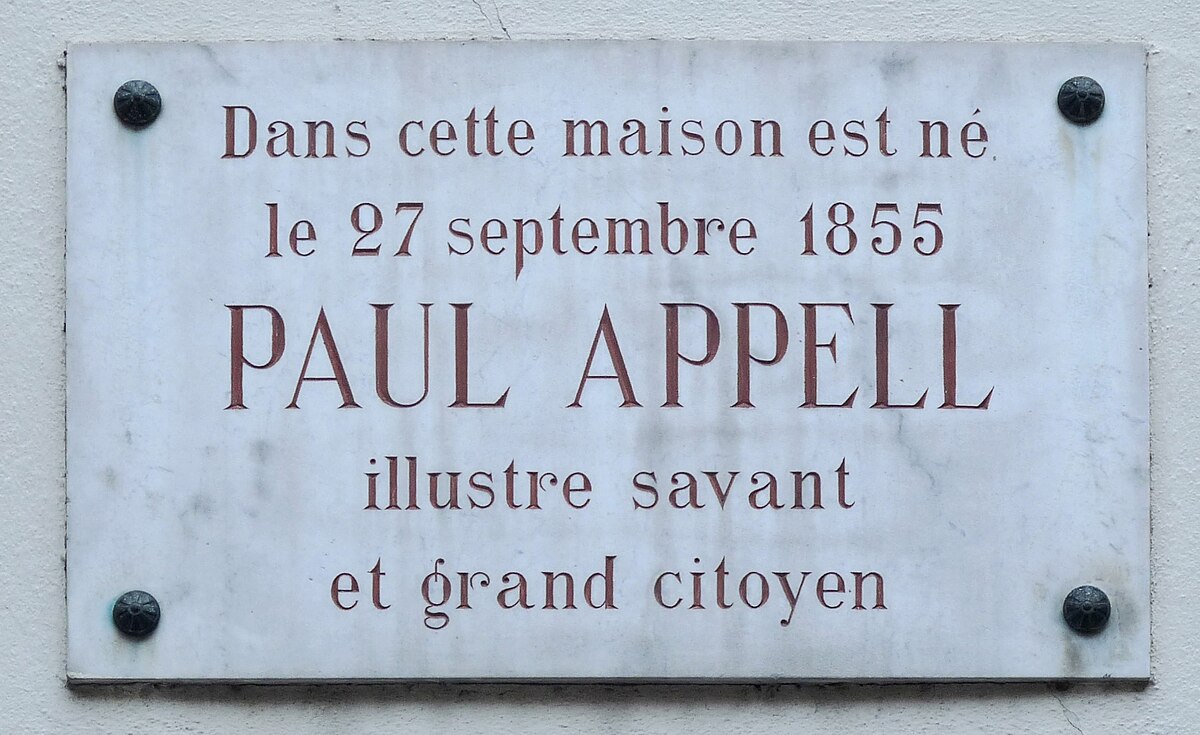 Dans cette maison est né
le 27 septembre 1855
PAUL APPELL
illustre savant
et grand citoyen